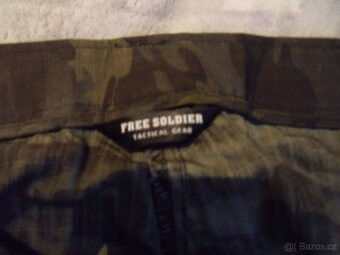 FREE SOLDIER
TACTICAL GEAR
Bazos.cz